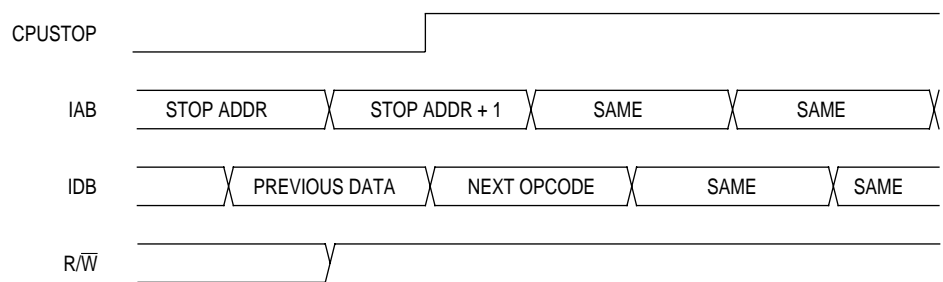 CPUSTOP
IAB STOP ADDR STOP ADDR + 1 SAME SAME
IDB PREVIOUS DATA NEXT OPCODE SAME SAME
R/W̅